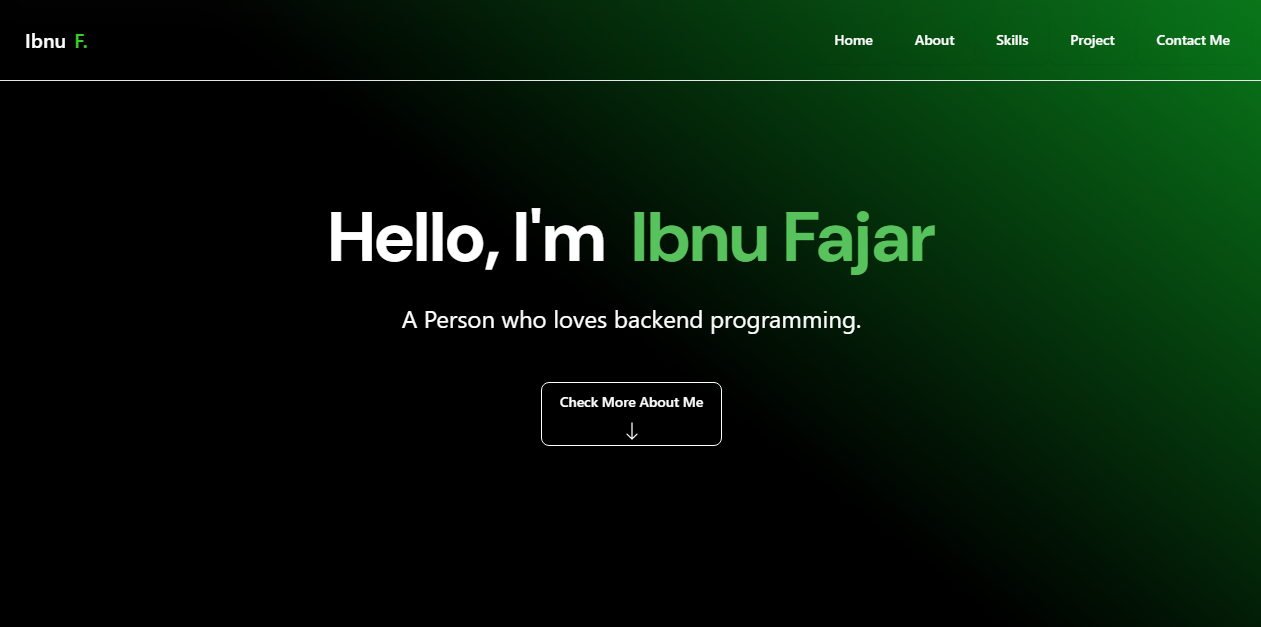 Ibnu F. Home About Skills Project Contact Me
Hello, I'm Ibnu Fajar
A Person who loves backend programming.
Check More About Me